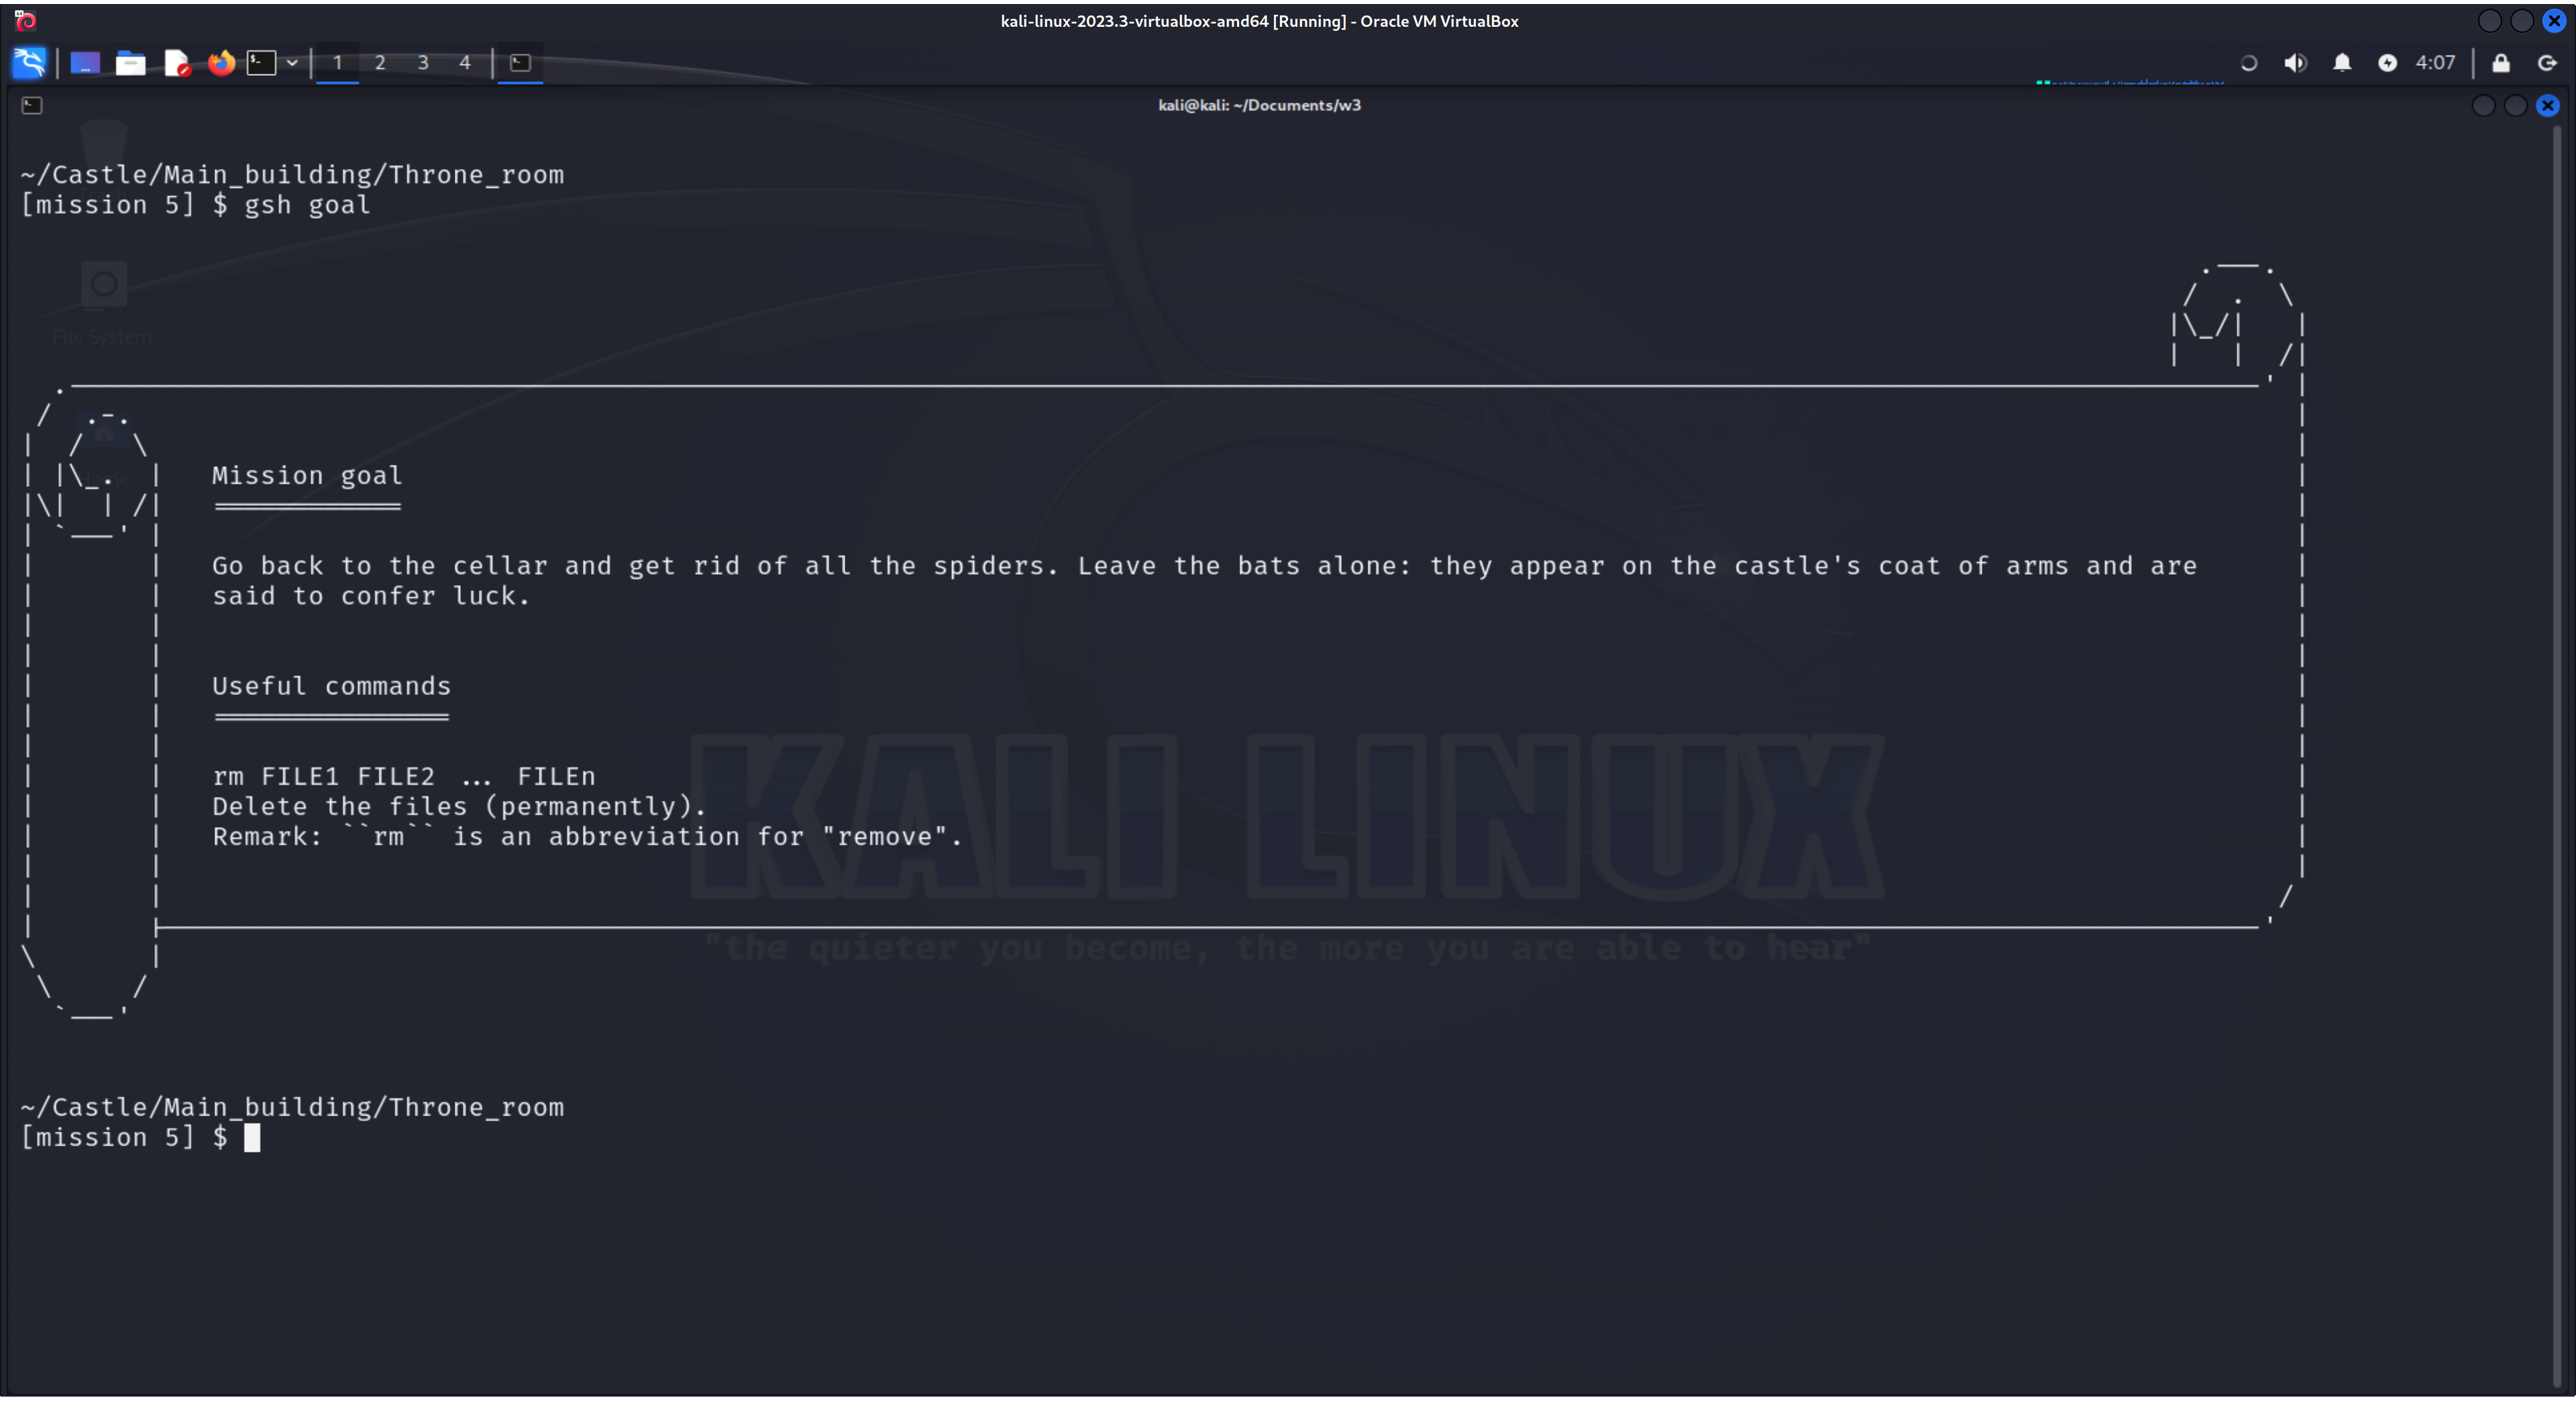 kali-linux-2023.3-virtualbox-amd64 [Running] - Oracle VM VirtualBox
1 2 3 4
4:07
kali@kali: ~/Documents/w3
~/Castle/Main_building/Throne_room
[mission 5] $ gsh goal
File System
Home
Mission goal
============
Go back to the cellar and get rid of all the spiders. Leave the bats alone: they appear on the castle's coat of arms and are
said to confer luck.
Useful commands
===============
rm FILE1 FILE2 ... FILEn
Delete the files (permanently).
Remark: ``rm`` is an abbreviation for "remove".
KALI LINUX
"the quieter you become, the more you are able to hear"
~/Castle/Main_building/Throne_room
[mission 5] $